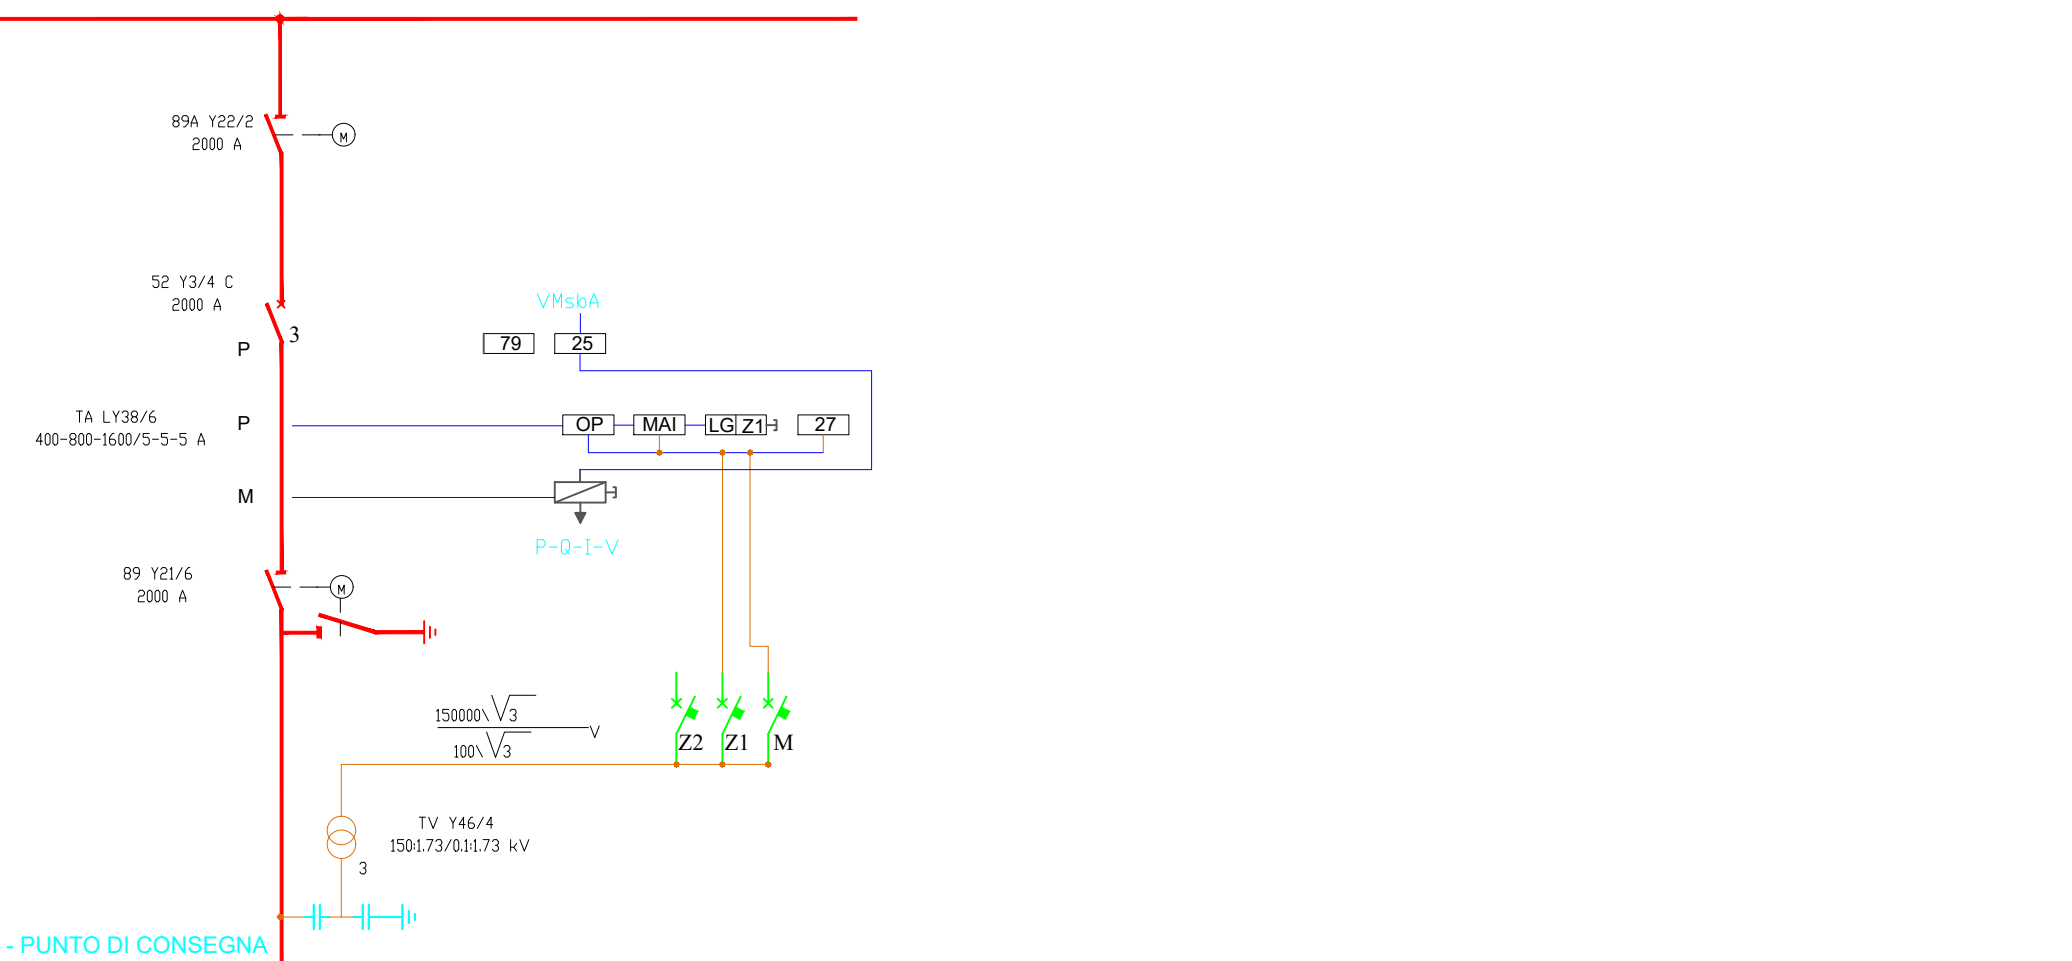 89A Y22/2
2000 A
M
52 Y3/4 C
2000 A
3
P
VMsbA
79
25
TA LY38/6
400-800-1600/5-5-5 A
P
OP
MAI
LG
Z1
27
M
P-Q-I-V
89 Y21/6
2000 A
M
150000\√3
100\√3
V
Z2
Z1
M
TV Y46/4
150:1.73/0.1:1.73 kV
3
- PUNTO DI CONSEGNA